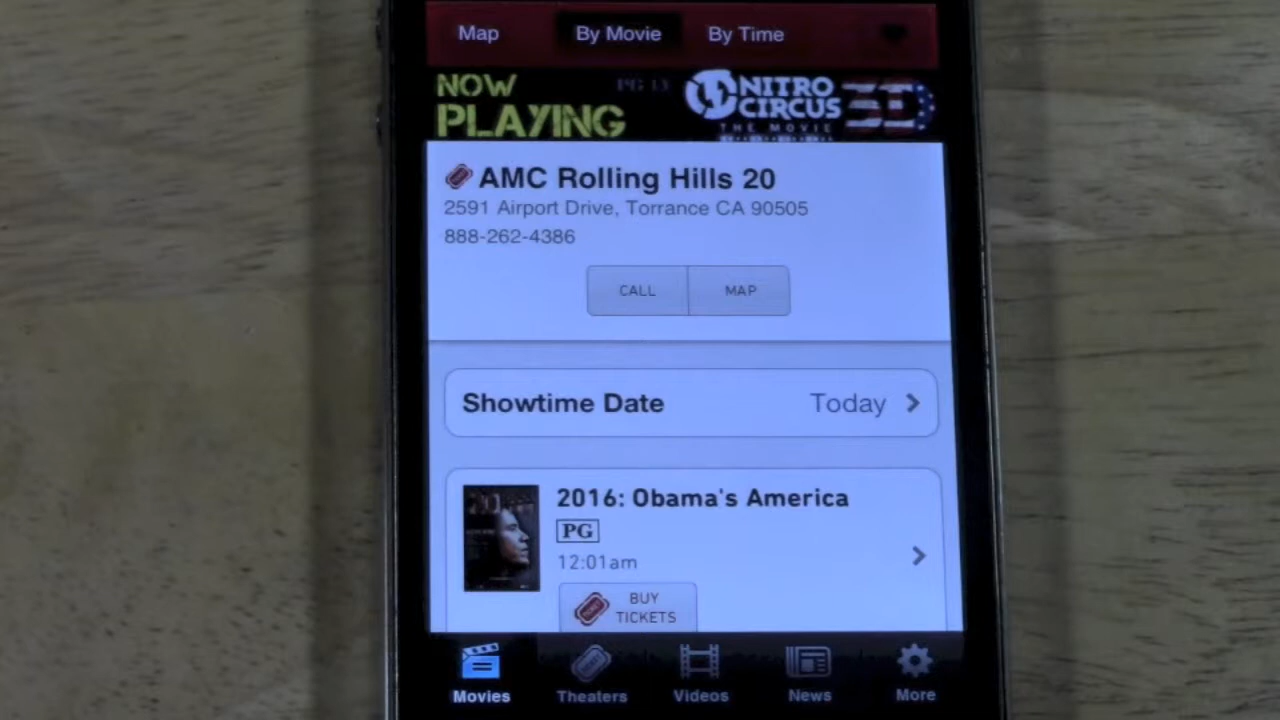 Map By Movie By Time
NOW PG 13 NITRO
PLAYING CIRCUS 3D
THE MOVIE
AMC Rolling Hills 20
2591 Airport Drive, Torrance CA 90505
888-262-4386
CALL MAP
Showtime Date Today
2016: Obama's America
PG
12:01am
BUY
TICKETS
Movies Theaters Videos News More